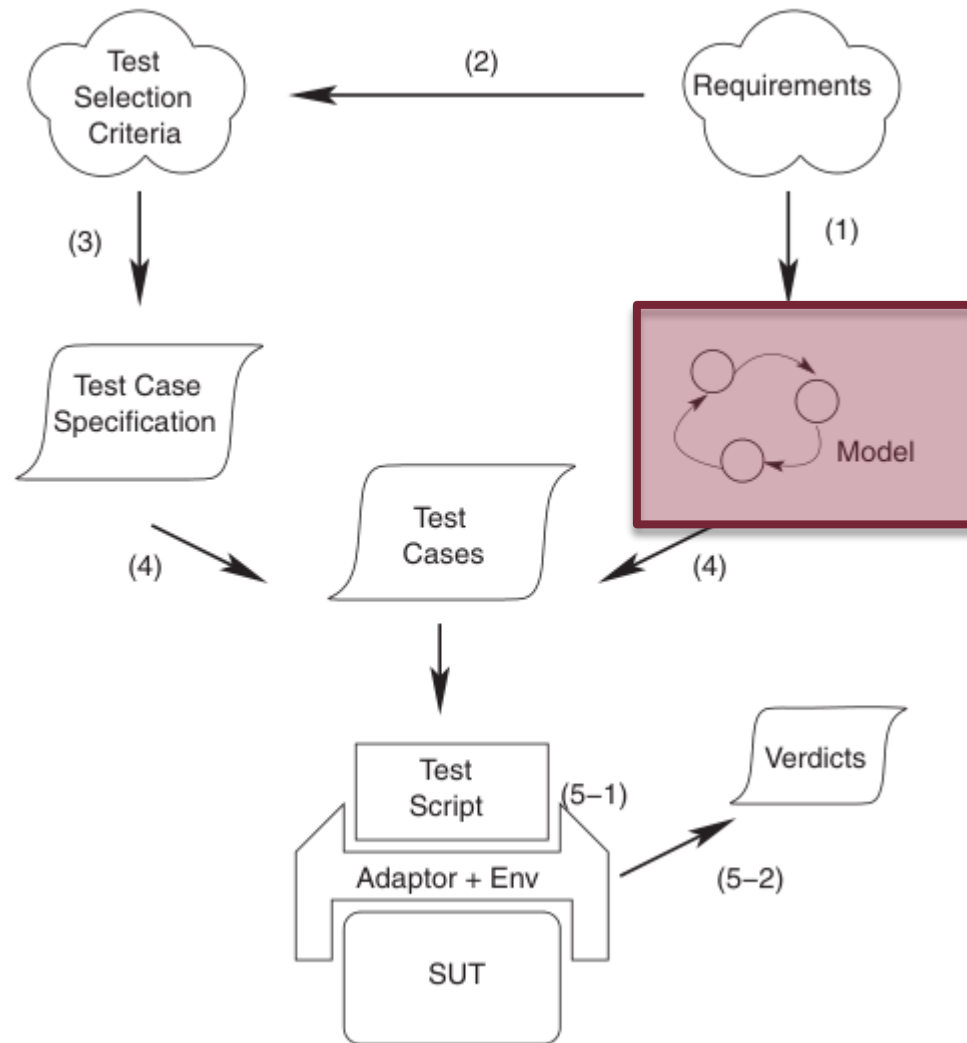 Test
Selection
Criteria
(2)
Requirements
(3)
(1)
Test Case
Specification
Model
(4)
Test
Cases
(4)
Test
Script
(5−1)
Verdicts
Adaptor + Env
(5−2)
SUT